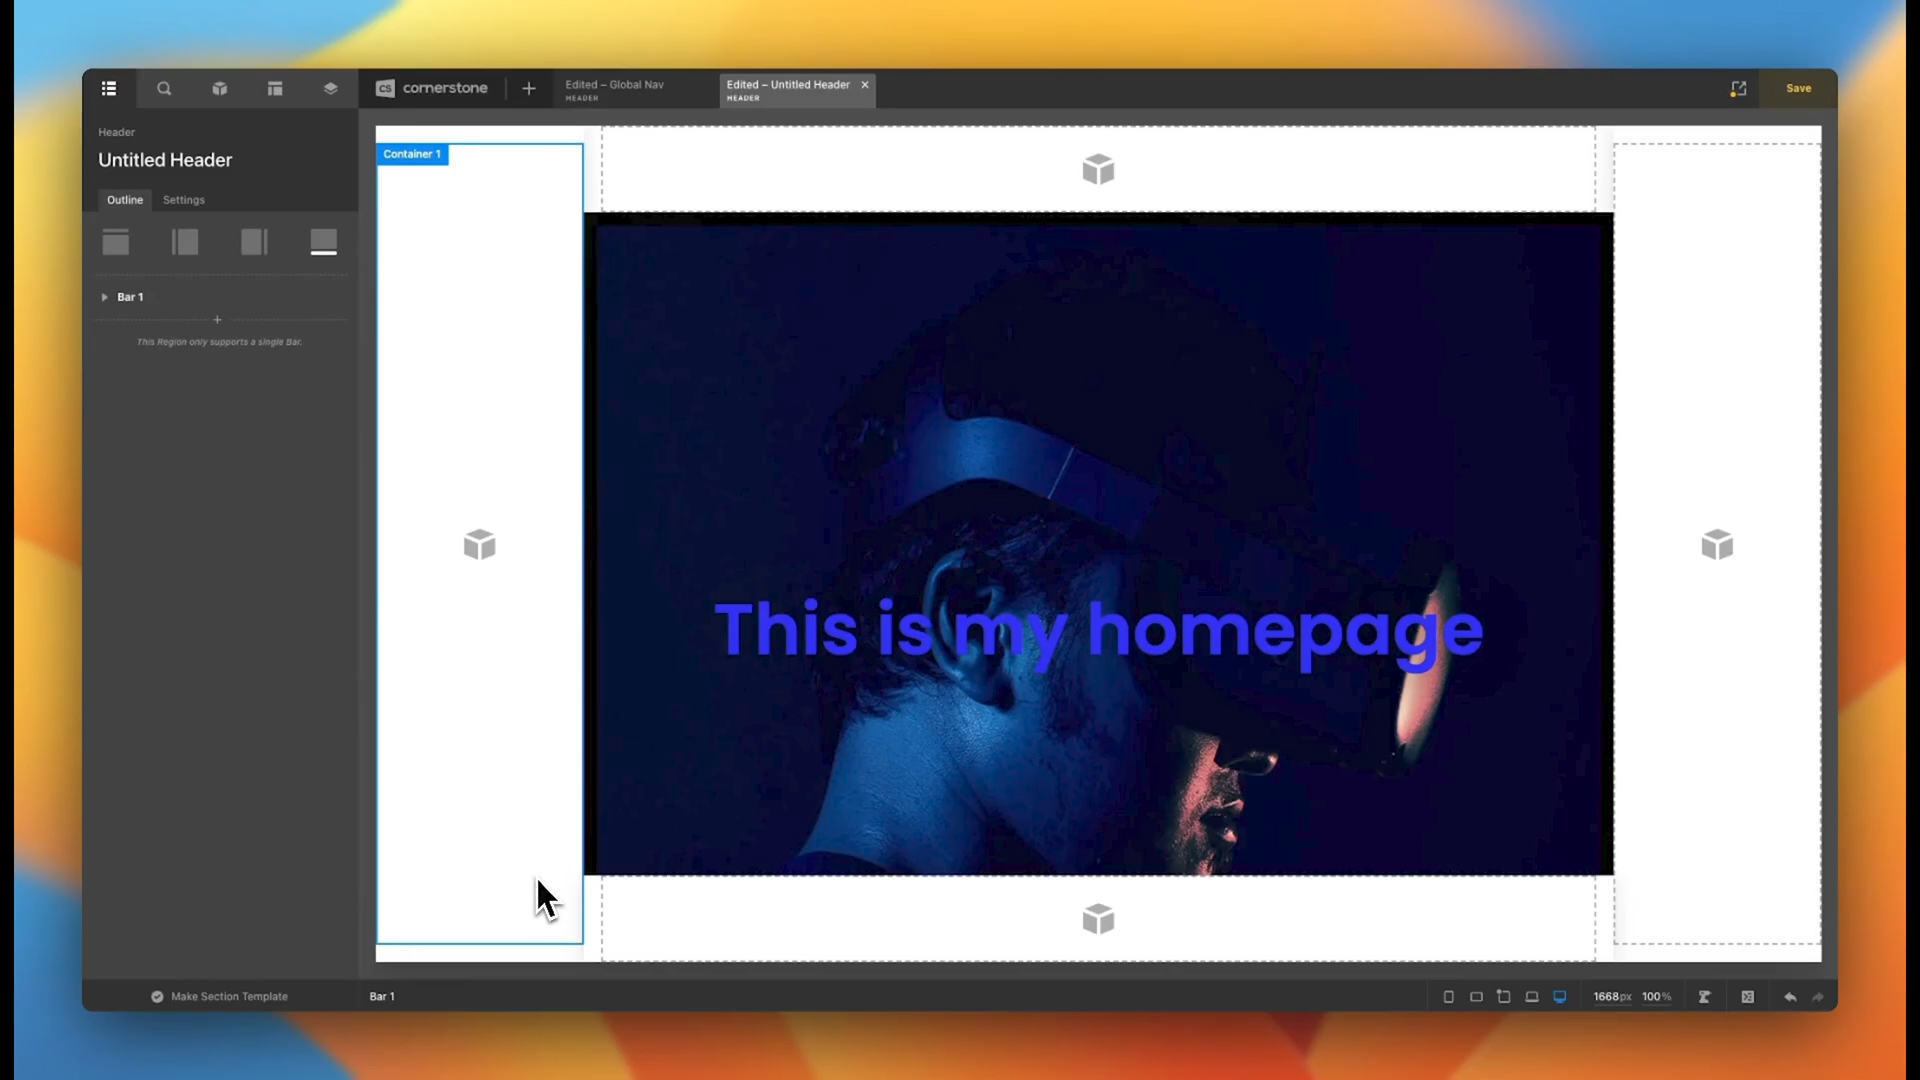 cornerstone
Edited – Global Nav
HEADER
Edited – Untitled Header
HEADER
Save
Header
Untitled Header
Outline
Settings
Bar 1
This Region only supports a single Bar.
Container 1
This is my homepage
Make Section Template
Bar 1
1668px
100%